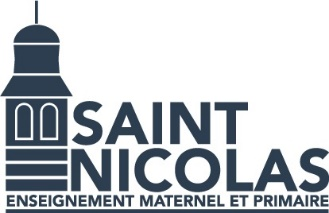 SAINT
NICOLAS
ENSEIGNEMENT MATERNEL ET PRIMAIRE